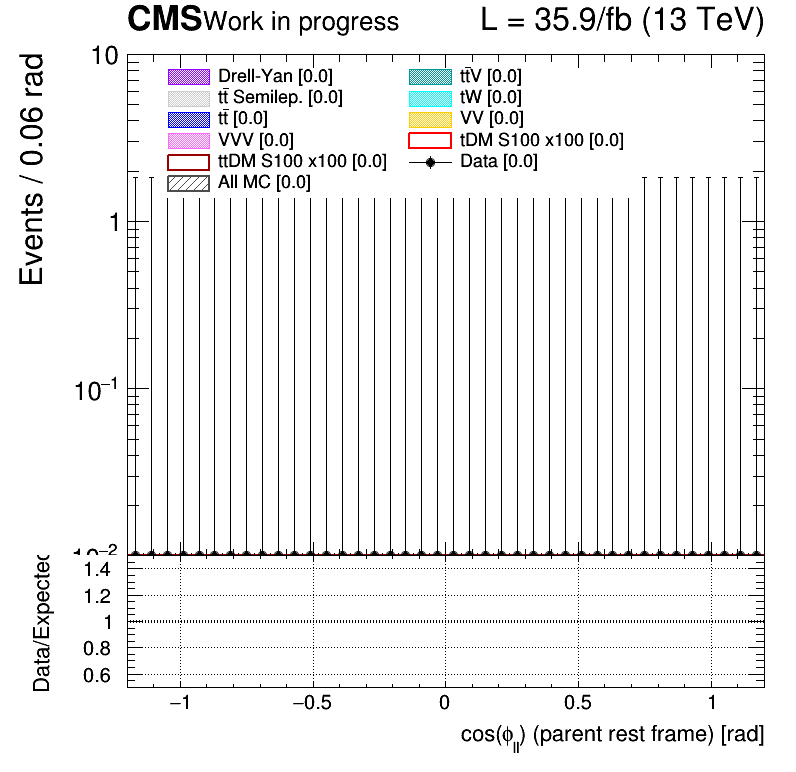 CMS Work in progress L = 35.9/fb (13 TeV)
Events / 0.06 rad
10
1
10⁻¹
10⁻²
Drell-Yan [0.0]
tt̄V [0.0]
tt̄ Semilep. [0.0]
tW [0.0]
tt̄ [0.0]
VV [0.0]
VVV [0.0]
tDM S100 x100 [0.0]
ttDM S100 x100 [0.0]
Data [0.0]
All MC [0.0]
Data/Expected
1.4
1.2
1
0.8
0.6
−1 −0.5 0 0.5 1
cos(ϕ_ll) (parent rest frame) [rad]